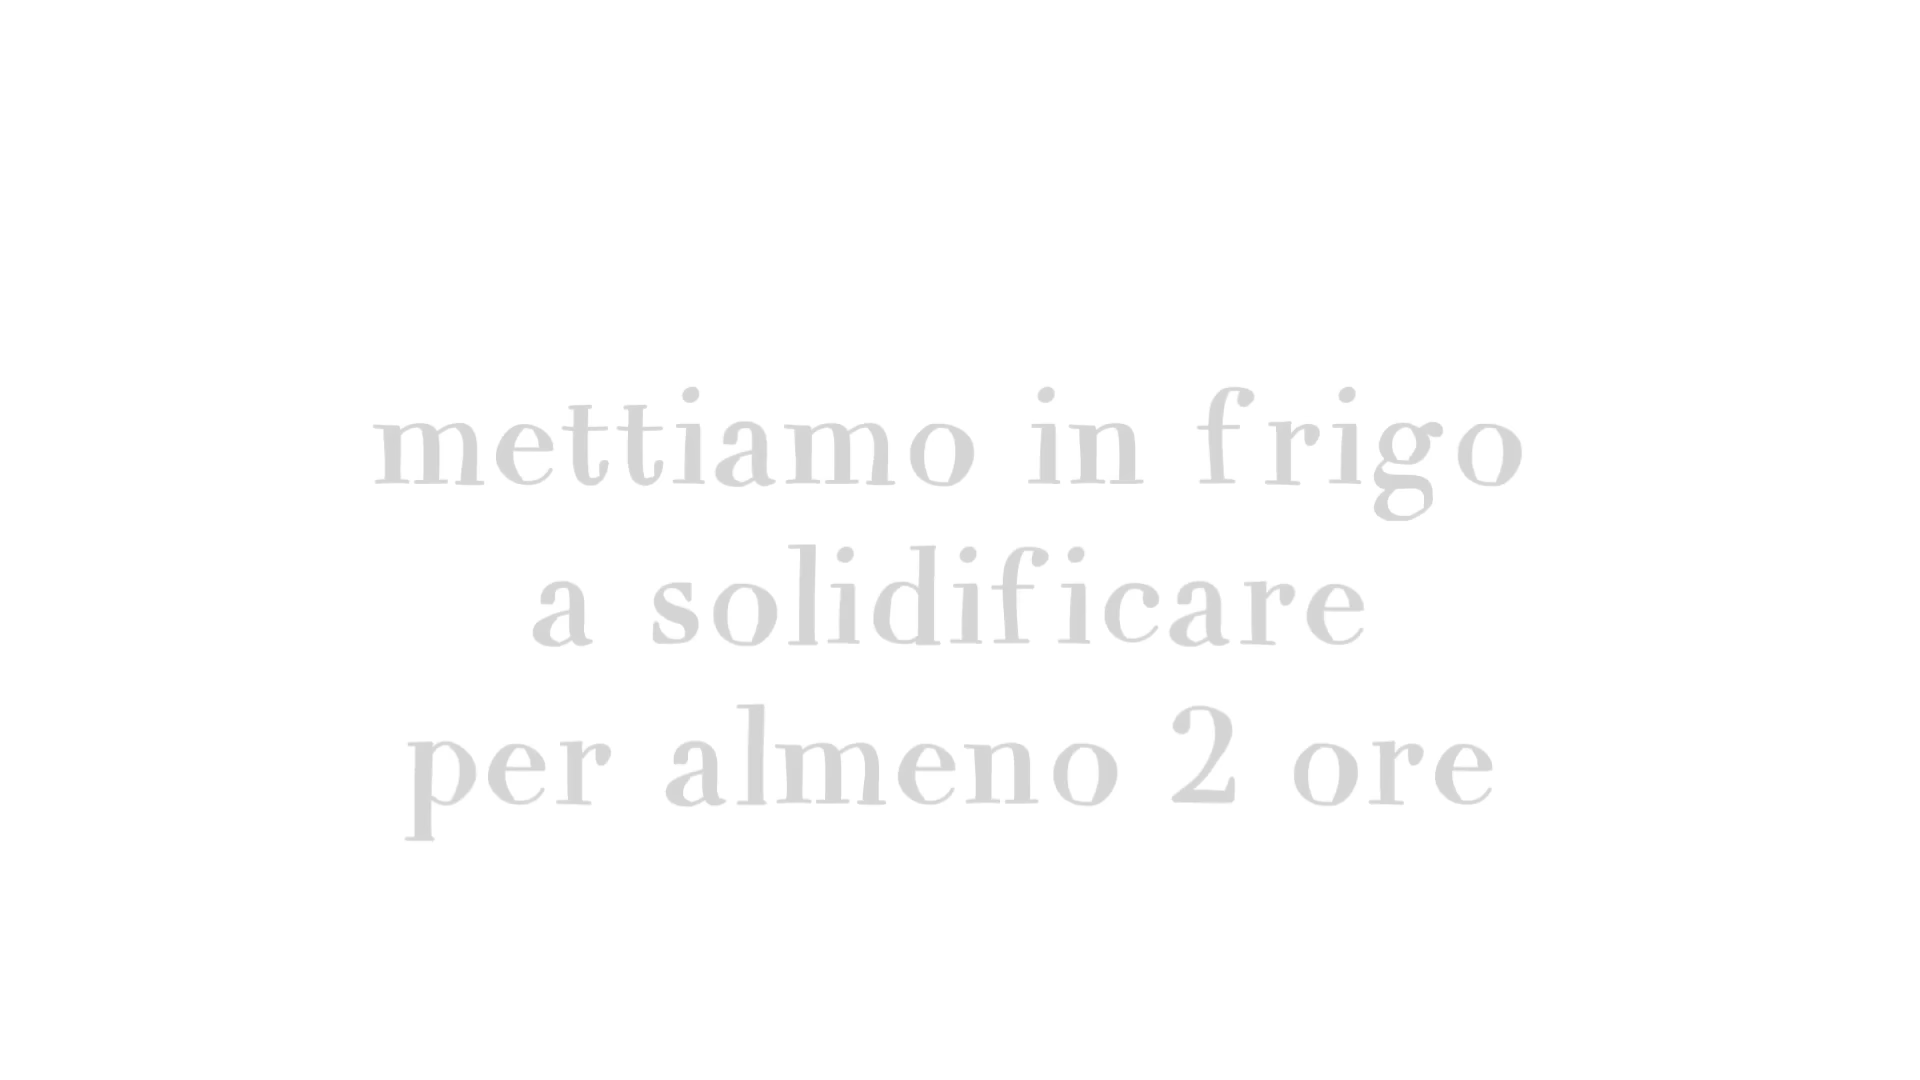 mettiamo in frigo
a solidificare
per almeno 2 ore